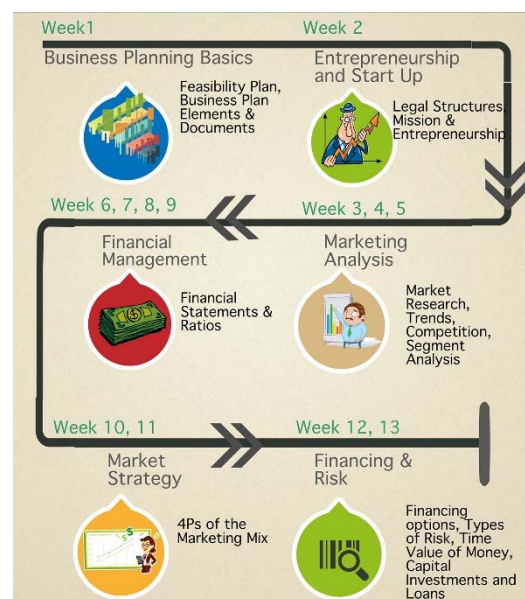 Week1
Week 2
Business Planning Basics
Entrepreneurship
and Start Up
Feasibility Plan,
Business Plan
Elements &
Documents
Legal Structures,
Mission &
Entrepreneurship
Week 6, 7, 8, 9
Week 3, 4, 5
Financial
Management
Marketing
Analysis
Financial
Statements &
Ratios
Market
Research,
Trends,
Competition,
Segment
Analysis
Week 10, 11
Week 12, 13
Market
Strategy
Financing &
Risk
4Ps of the
Marketing Mix
Financing
options, Types
of Risk, Time
Value of Money,
Capital
Investments and
Loans